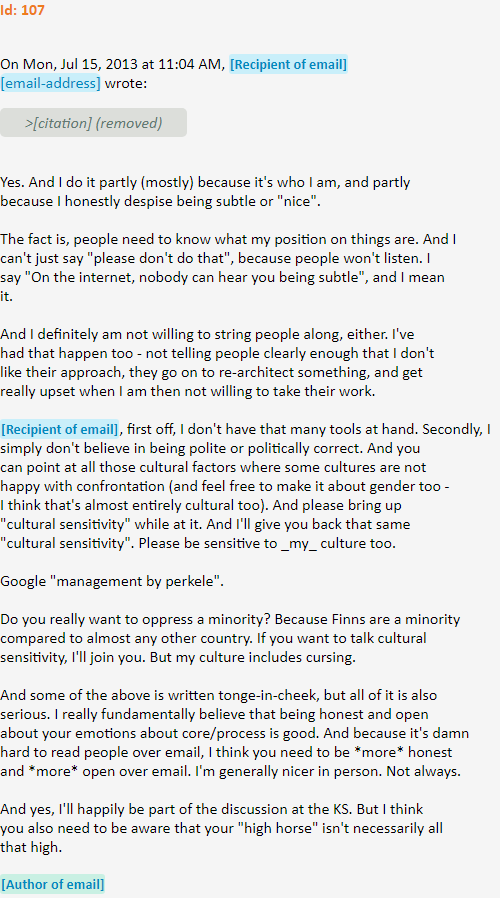 Id: 107
On Mon, Jul 15, 2013 at 11:04 AM, [Recipient of email]
[email-address] wrote:
>[citation] (removed)
Yes. And I do it partly (mostly) because it's who I am, and partly
because I honestly despise being subtle or "nice".
The fact is, people need to know what my position on things are. And I
can't just say "please don't do that", because people won't listen. I
say "On the internet, nobody can hear you being subtle", and I mean
it.
And I definitely am not willing to string people along, either. I've
had that happen too - not telling people clearly enough that I don't
like their approach, they go on to re-architect something, and get
really upset when I am then not willing to take their work.
[Recipient of email], first off, I don't have that many tools at hand. Secondly, I
simply don't believe in being polite or politically correct. And you
can point at all those cultural factors where some cultures are not
happy with confrontation (and feel free to make it about gender too -
I think that's almost entirely cultural too). And please bring up
"cultural sensitivity" while at it. And I'll give you back that same
"cultural sensitivity". Please be sensitive to _my_ culture too.
Google "management by perkele".
Do you really want to oppress a minority? Because Finns are a minority
compared to almost any other country. If you want to talk cultural
sensitivity, I'll join you. But my culture includes cursing.
And some of the above is written tonge-in-cheek, but all of it is also
serious. I really fundamentally believe that being honest and open
about your emotions about core/process is good. And because it's damn
hard to read people over email, I think you need to be *more* honest
and *more* open over email. I'm generally nicer in person. Not always.
And yes, I'll happily be part of the discussion at the KS. But I think
you also need to be aware that your "high horse" isn't necessarily all
that high.
[Author of email]